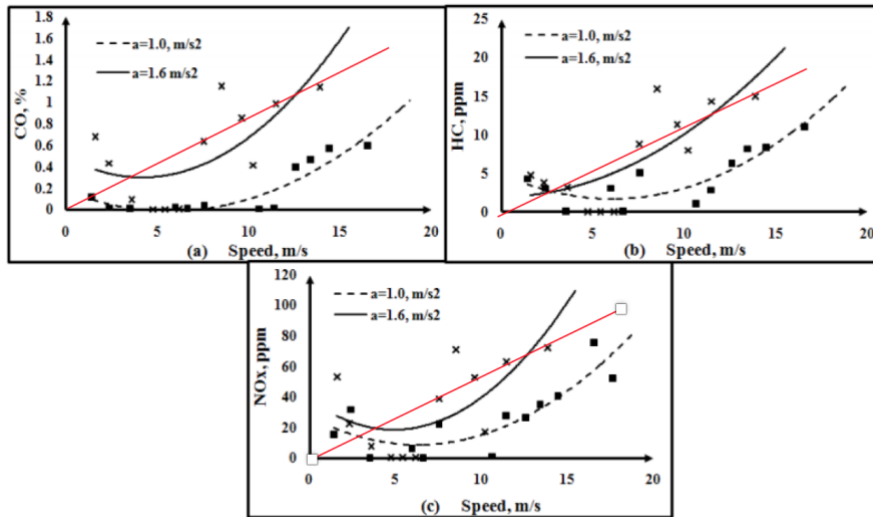 1.8
1.6
1.4
1.2
1
0.8
0.6
0.4
0.2
0
CO, %
a=1.0, m/s2
a=1.6 m/s2
0 5 10 15 20
(a) Speed, m/s
25
20
15
10
5
0
HC, ppm
a=1.0, m/s2
a=1.6, m/s2
0 5 10 15 20
(b) Speed, m/s
120
100
80
60
40
20
0
NOx, ppm
a=1.0, m/s2
a=1.6, m/s2
0 5 10 15 20
(c) Speed, m/s